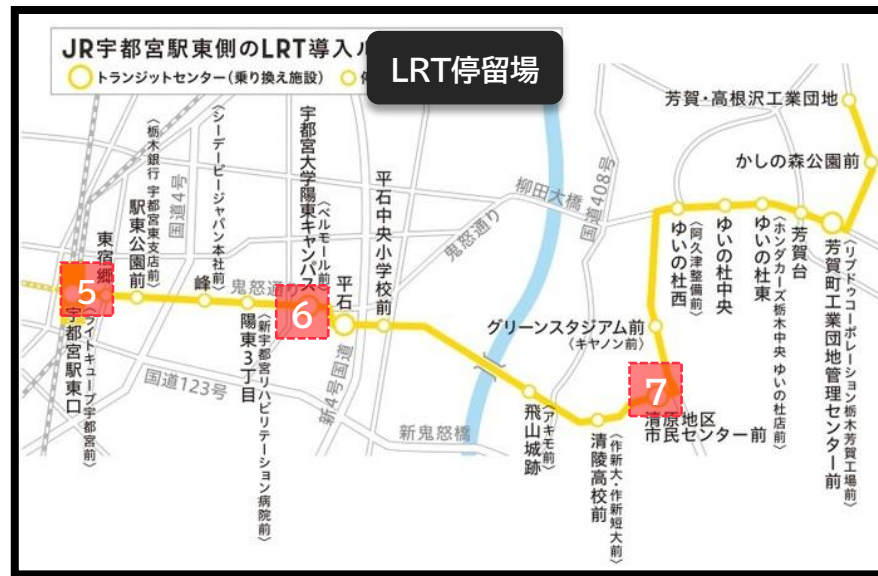 JR宇都宮駅東側のLRT導入ル
トランジットセンター(乗り換え施設)
LRT停留場
宇都宮駅東口
〈ライトキューブ宇都宮前〉
東宿郷
駅東公園前
〈栃木銀行 宇都宮東支店前〉
峰
〈シーデーピージャパン本社前〉
陽東3丁目
〈新宇都宮リハビリテーション病院前〉
宇都宮大学陽東キャンパス
〈ベルモール前〉
平石
平石中央小学校前
飛山城跡
〈アキモ前〉
清陵高校前
〈作新大・作新短大前〉
清原地区
市民センター前
グリーンスタジアム前
〈キヤノン前〉
ゆいの杜西
〈阿久津整備前〉
ゆいの杜中央
ゆいの杜東
〈ホンダカーズ栃木中央 ゆいの杜店前〉
芳賀台
芳賀町工業団地管理センター前
〈リブドゥコーポレーション栃木芳賀工場前〉
かしの森公園前
芳賀・高根沢工業団地
国道4号
鬼怒通り
国道123号
新4号国道
鬼怒通り
新鬼怒橋
柳田大橋
国道408号
5
6
7